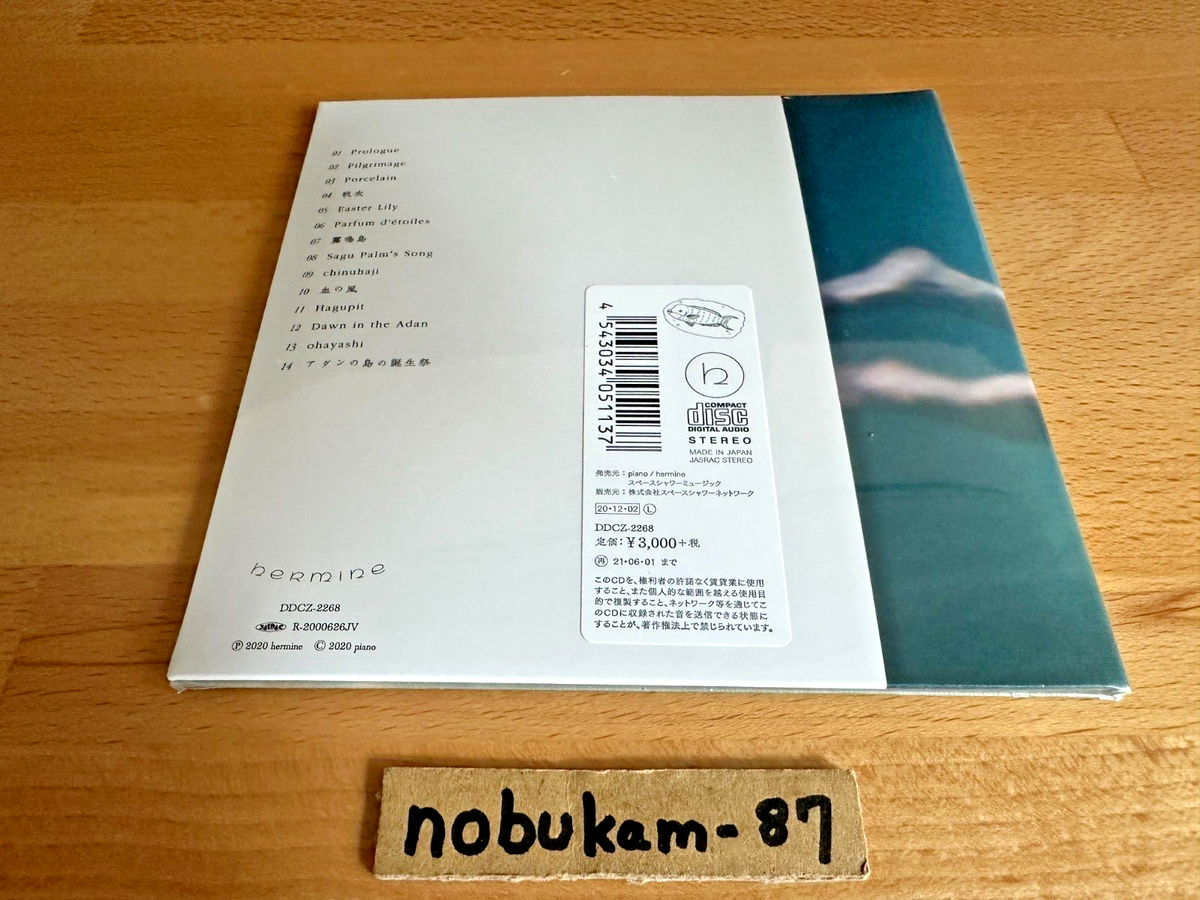 01 Prologue
02 Pilgrimage
03 Porcelain
04 帆衣
05 Easter Lily
06 Parfum d'étoiles
07 霧鳴島
08 Sagu Palm's Song
09 chinuhaji
10 血の風
11 Hagupit
12 Dawn in the Adan
13 ohayashi
14 アダンの島の誕生祭
hermine
DDCZ-2268
JASRAC R-2000626JV
Ⓟ 2020 hermine Ⓒ 2020 piano
4 543034 051137
COMPACT
disc
DIGITAL AUDIO
STEREO
MADE IN JAPAN
JASRAC STEREO
発売元:piano / hermine
スペースシャワーミュージック
販売元:株式会社スペースシャワーネットワーク
20・12・02 Ⓛ
DDCZ-2268
定価:¥3,000+税
㊢ 21・06・01 まで
このCDを、権利者の許諾なく賃貸業に使用
すること、また個人的な範囲を越える使用目
的で複製すること、ネットワーク等を通じてこ
のCDに収録された音を送信できる状態に
することが、著作権法上で禁じられています。
nobukam-87